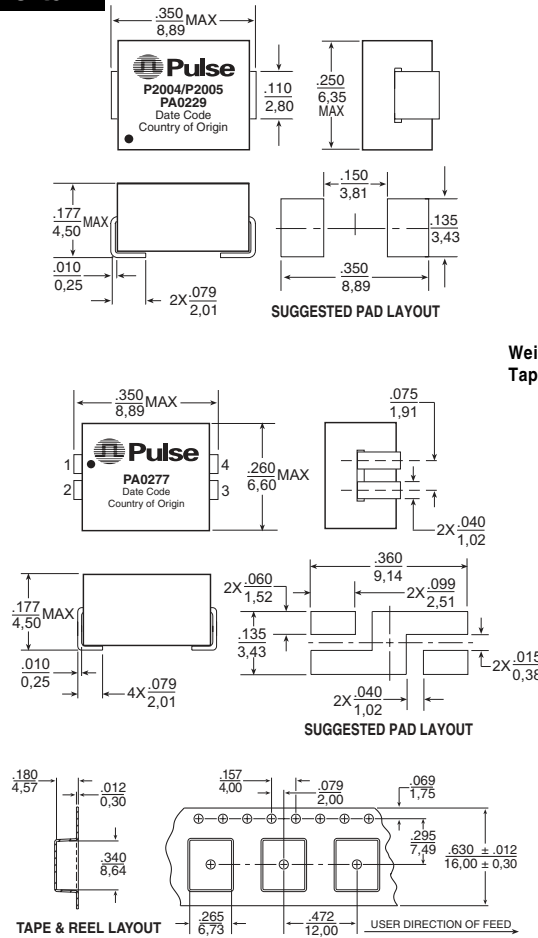 .350
8,89
MAX
Pulse
P2004/P2005
PA0229
Date Code
Country of Origin
.110
2,80
.250
6,35
MAX
.177
4,50
MAX
.010
0,25
2X .079
2,01
.150
3,81
.135
3,43
.350
8,89
SUGGESTED PAD LAYOUT
Wei
Tap
.350
8,89
MAX
Pulse
1
2
4
3
PA0277
Date Code
Country of Origin
.260
6,60
MAX
.075
1,91
2X .040
1,02
.177
4,50
MAX
.010
0,25
4X .079
2,01
.360
9,14
2X .060
1,52
2X .099
2,51
.135
3,43
2X .015
0,38
2X .040
1,02
SUGGESTED PAD LAYOUT
.180
4,57
.012
0,30
.340
8,64
TAPE & REEL LAYOUT
.157
4,00
.079
2,00
.069
1,75
.295
7,49
.630 ± .012
16,00 ± 0,30
.265
6,73
.472
12,00
USER DIRECTION OF FEED